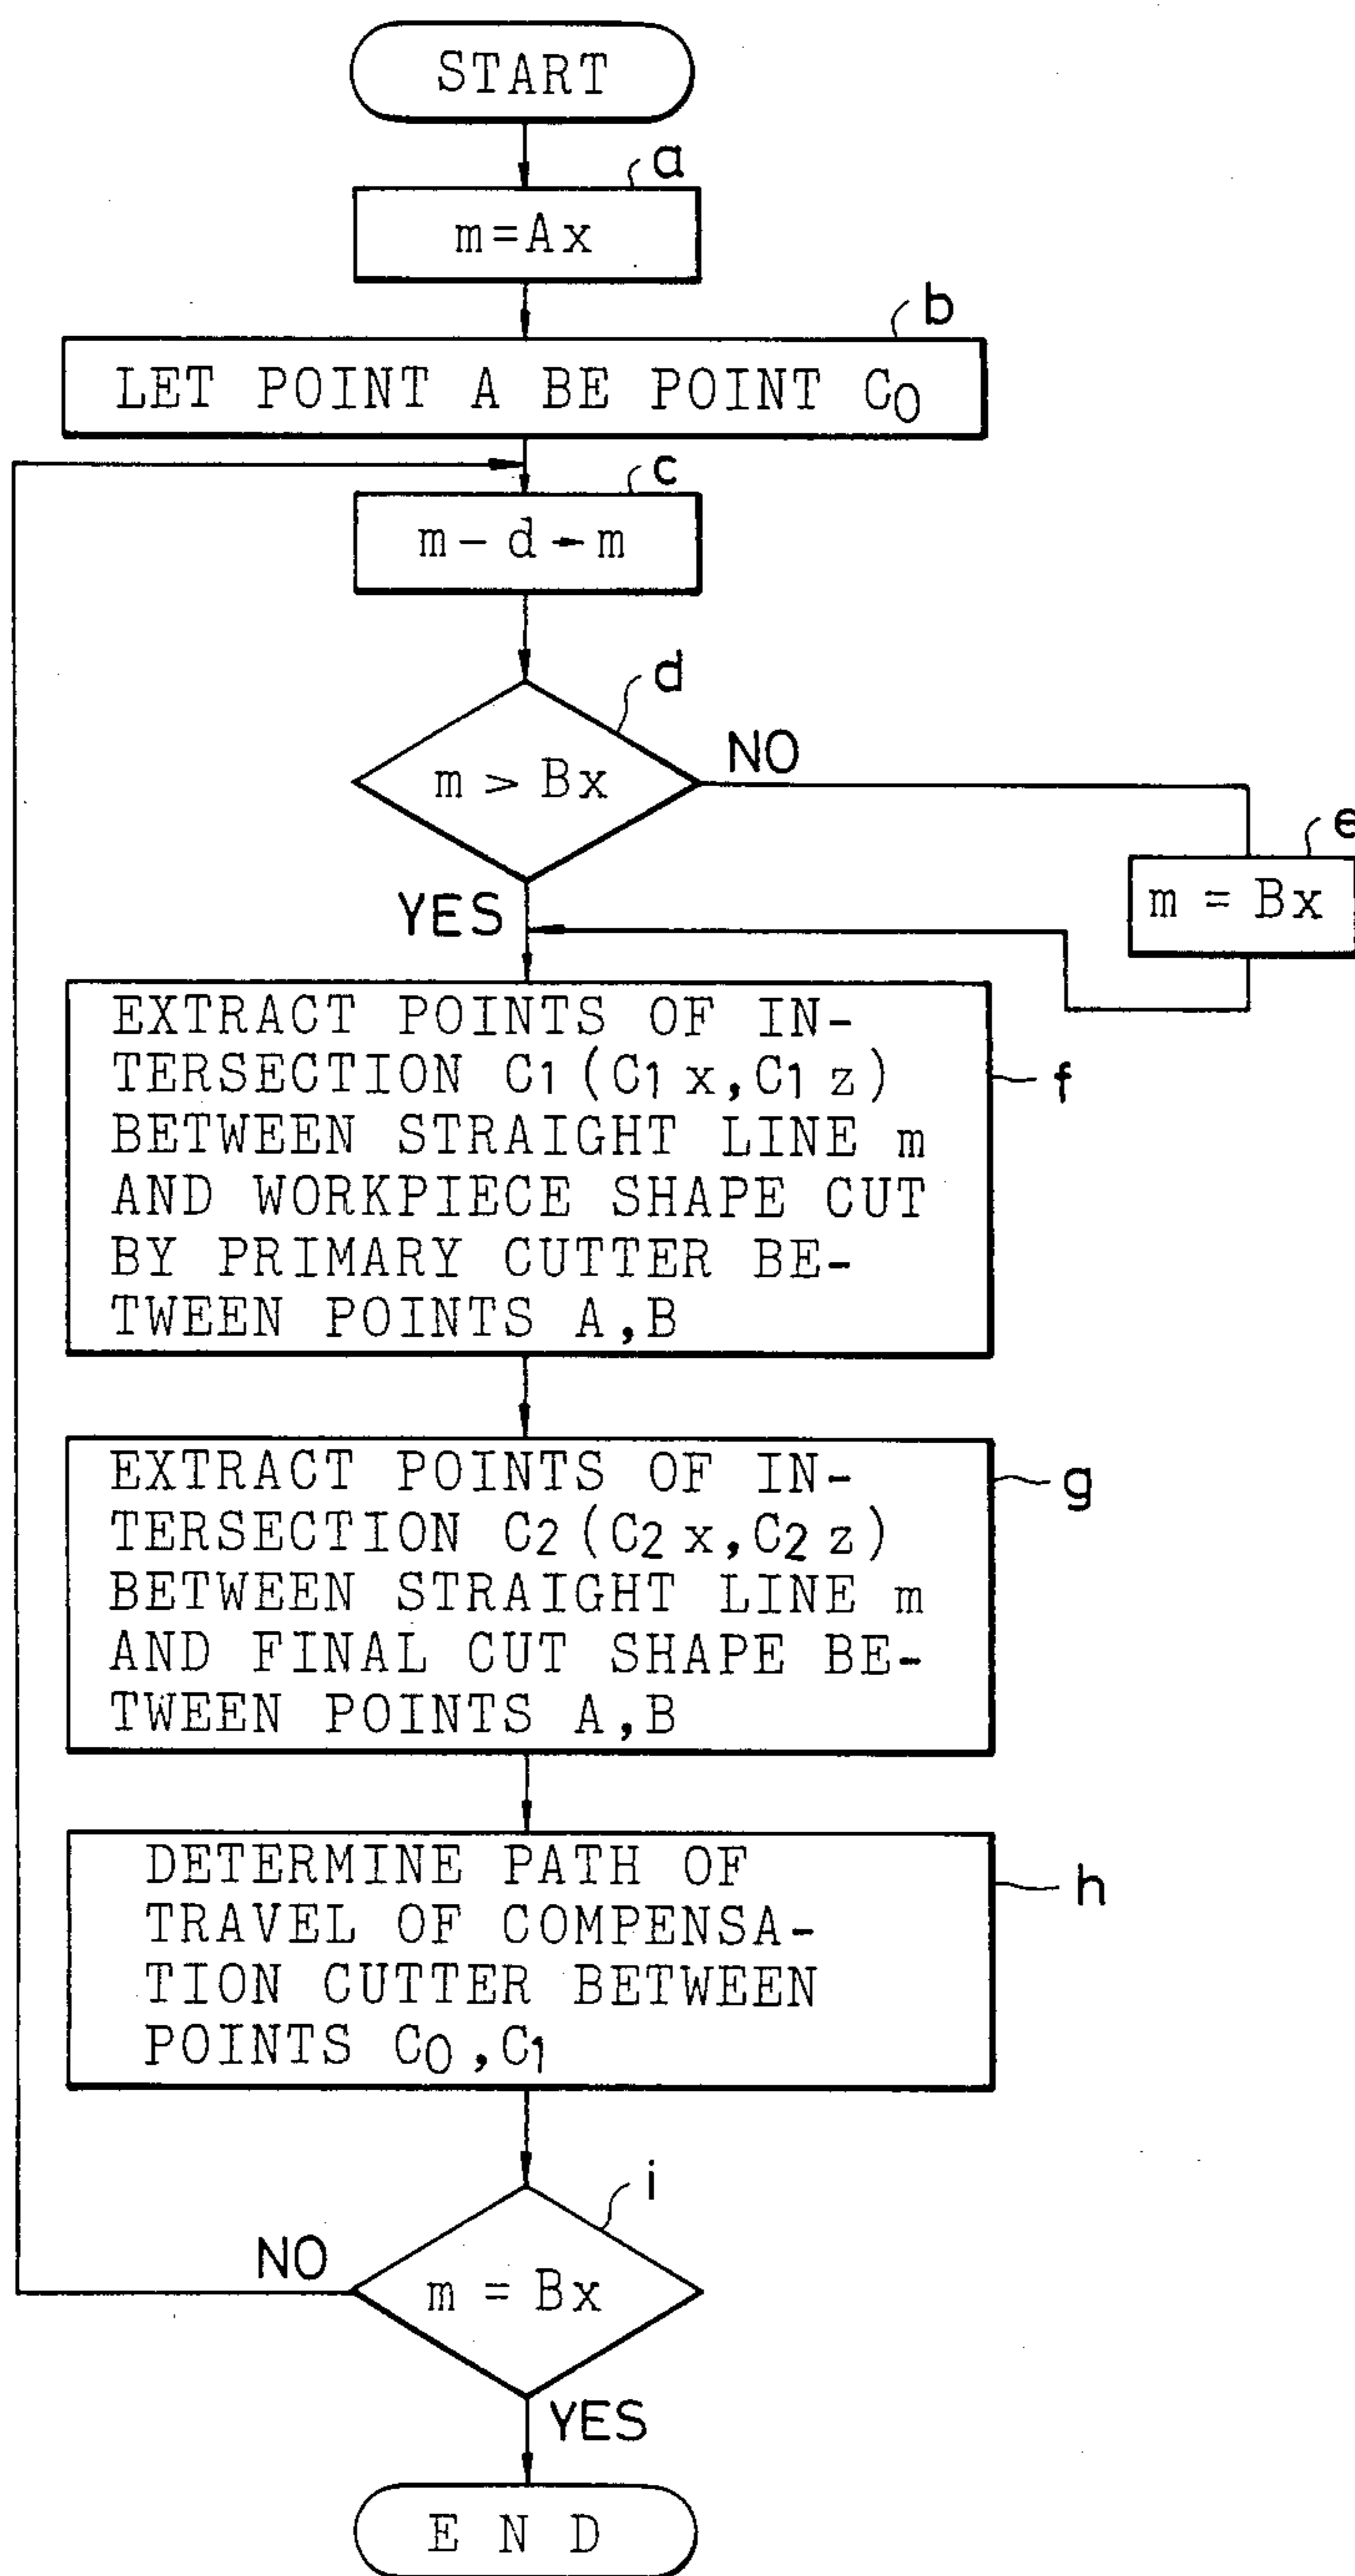 START
a
m=Ax
b
LET POINT A BE POINT C0
c
m-d→m
d
m > Bx
NO
e
m = Bx
YES
EXTRACT POINTS OF IN-
TERSECTION C1(C1x,C1z)
BETWEEN STRAIGHT LINE m
AND WORKPIECE SHAPE CUT
BY PRIMARY CUTTER BE-
TWEEN POINTS A,B
f
EXTRACT POINTS OF IN-
TERSECTION C2(C2x,C2z)
BETWEEN STRAIGHT LINE m
AND FINAL CUT SHAPE BE-
TWEEN POINTS A,B
g
DETERMINE PATH OF
TRAVEL OF COMPENSA-
TION CUTTER BETWEEN
POINTS C0,C1
h
i
NO
m = Bx
YES
END